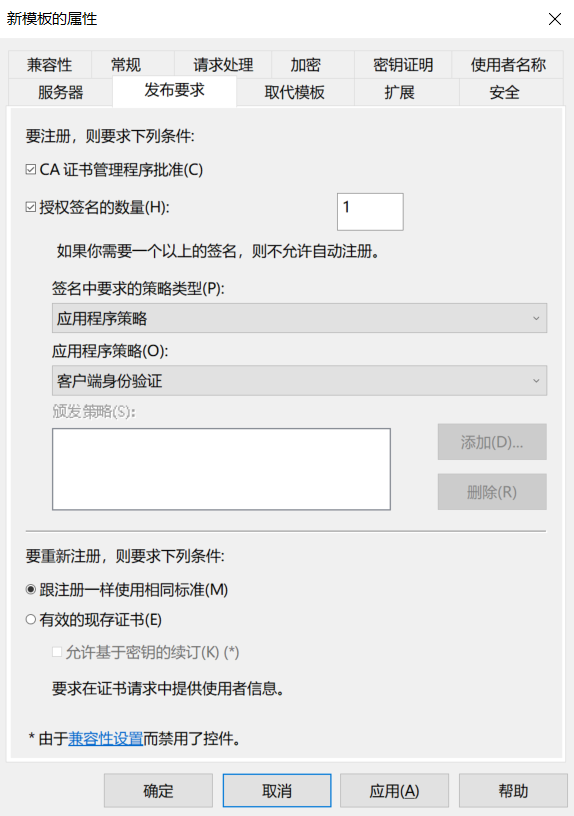 新模板的属性
兼容性 常规 请求处理 加密 密钥证明 使用者名称
服务器 发布要求 取代模板 扩展 安全
要注册，则要求下列条件:
CA 证书管理程序批准(C)
授权签名的数量(H): 1
如果你需要一个以上的签名，则不允许自动注册。
签名中要求的策略类型(P):
应用程序策略
应用程序策略(O):
客户端身份验证
颁发策略(S):
添加(D)...
删除(R)
要重新注册，则要求下列条件:
跟注册一样使用相同标准(M)
有效的现存证书(E)
允许基于密钥的续订(K) (*)
要求在证书请求中提供使用者信息。
* 由于兼容性设置而禁用了控件。
确定 取消 应用(A) 帮助